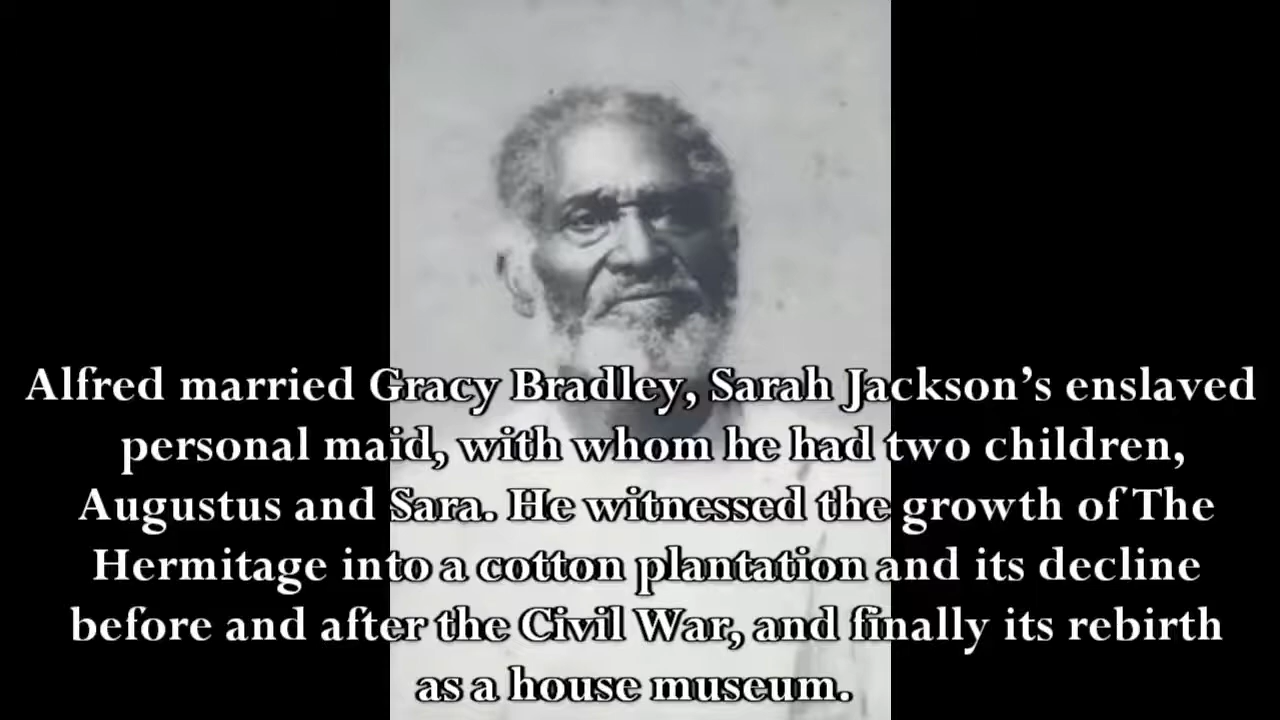 Alfred married Gracy Bradley, Sarah Jackson’s enslaved
personal maid, with whom he had two children,
Augustus and Sara. He witnessed the growth of The
Hermitage into a cotton plantation and its decline
before and after the Civil War, and finally its rebirth
as a house museum.